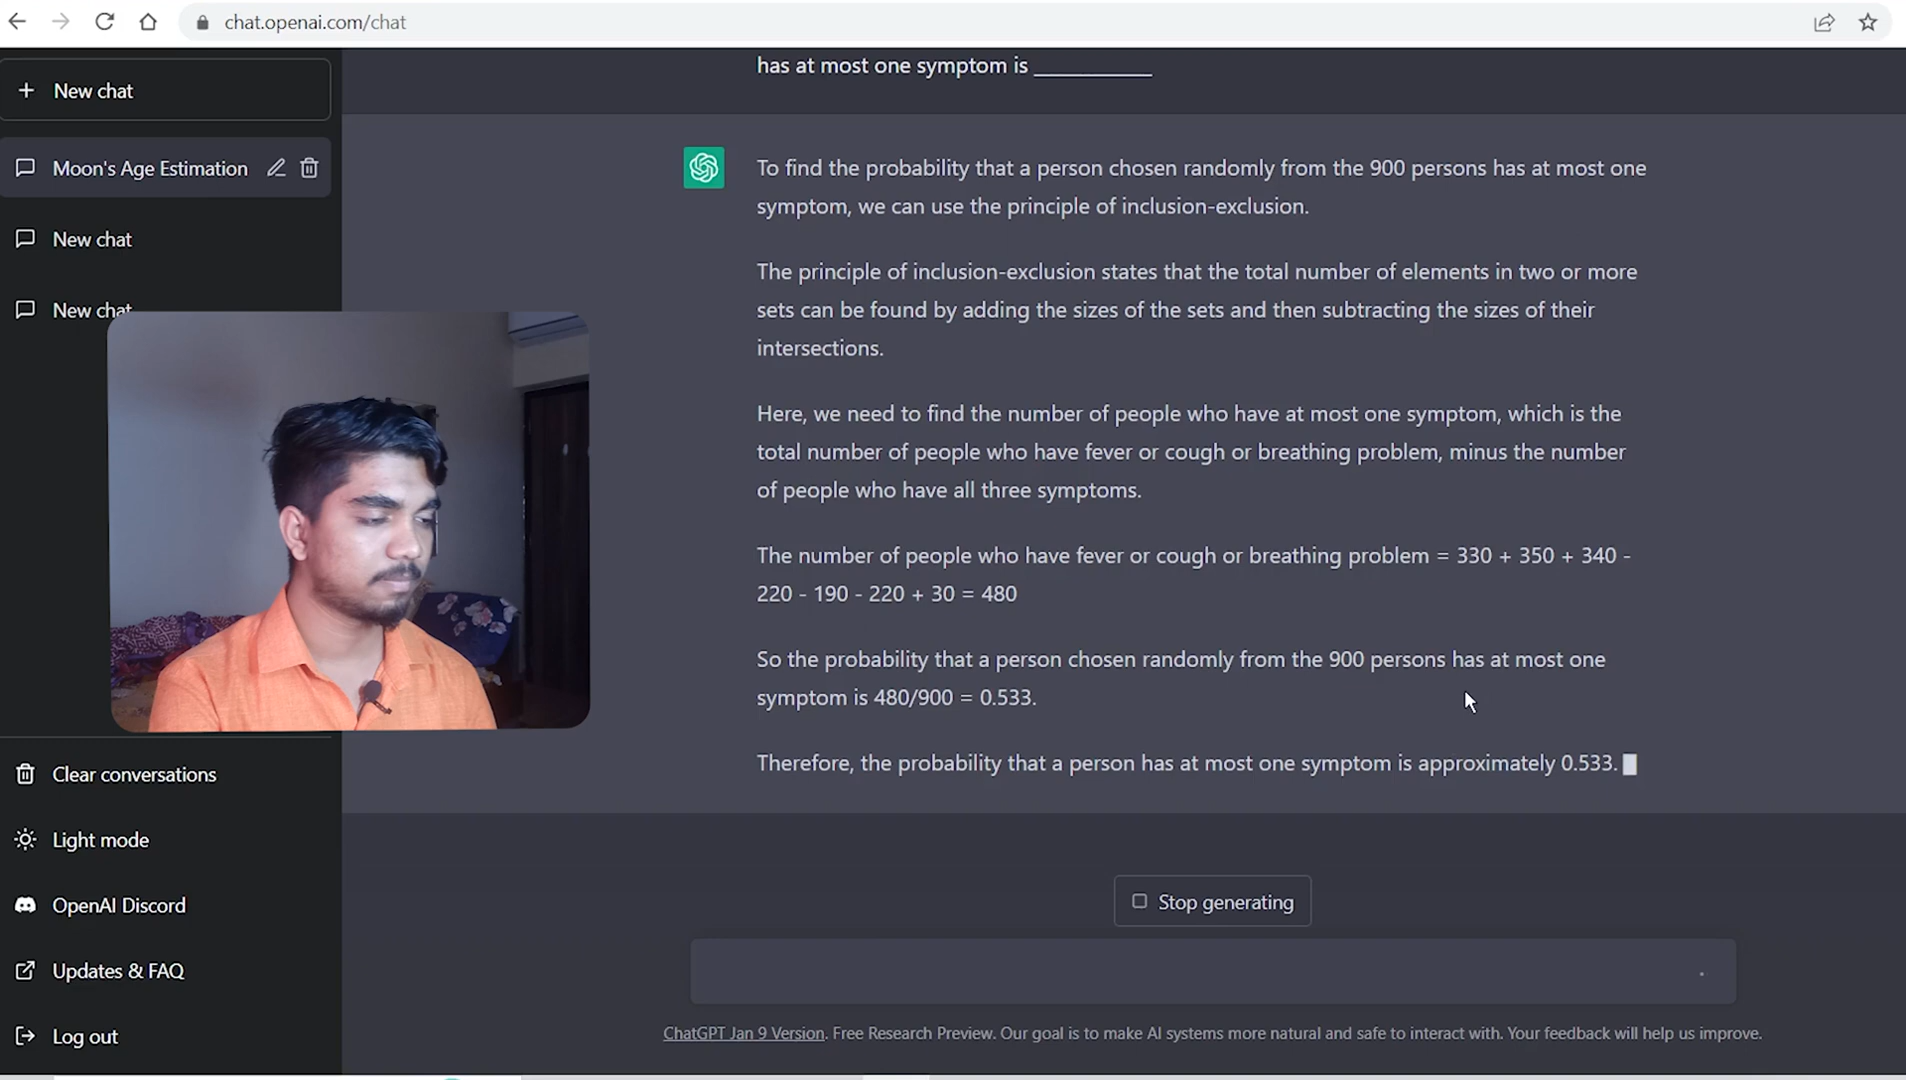 chat.openai.com/chat
New chat
Moon's Age Estimation
New chat
New chat
Clear conversations
Light mode
OpenAI Discord
Updates & FAQ
Log out
has at most one symptom is ___________
To find the probability that a person chosen randomly from the 900 persons has at most one
symptom, we can use the principle of inclusion-exclusion.
The principle of inclusion-exclusion states that the total number of elements in two or more
sets can be found by adding the sizes of the sets and then subtracting the sizes of their
intersections.
Here, we need to find the number of people who have at most one symptom, which is the
total number of people who have fever or cough or breathing problem, minus the number
of people who have all three symptoms.
The number of people who have fever or cough or breathing problem = 330 + 350 + 340 -
220 - 190 - 220 + 30 = 480
So the probability that a person chosen randomly from the 900 persons has at most one
symptom is 480/900 = 0.533.
Therefore, the probability that a person has at most one symptom is approximately 0.533.
Stop generating
ChatGPT Jan 9 Version. Free Research Preview. Our goal is to make AI systems more natural and safe to interact with. Your feedback will help us improve.